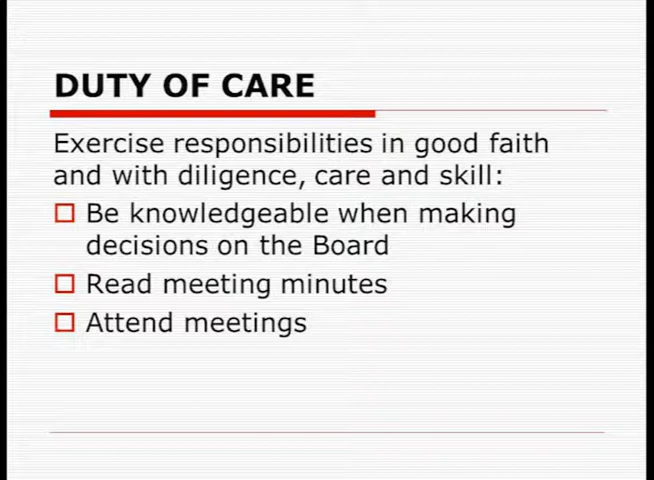 DUTY OF CARE
Exercise responsibilities in good faith
and with diligence, care and skill:
Be knowledgeable when making
decisions on the Board
Read meeting minutes
Attend meetings